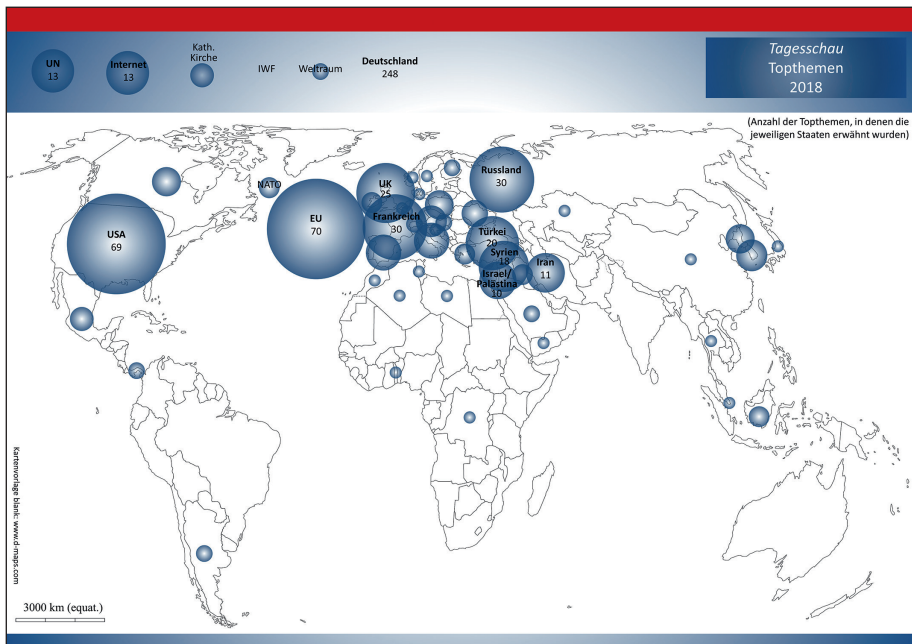 UN
13
Internet
13
Kath.
Kirche
IWF
Weltraum
Deutschland
248
Tagesschau
Topthemen
2018
(Anzahl der Topthemen, in denen die
jeweiligen Staaten erwähnt wurden)
NATO
USA
69
EU
70
UK
25
Frankreich
30
Russland
30
Türkei
20
Syrien
18
Israel/
Palästina
10
Iran
11
Kartenvorlage blank: www.d-maps.com
3000 km (equat.)